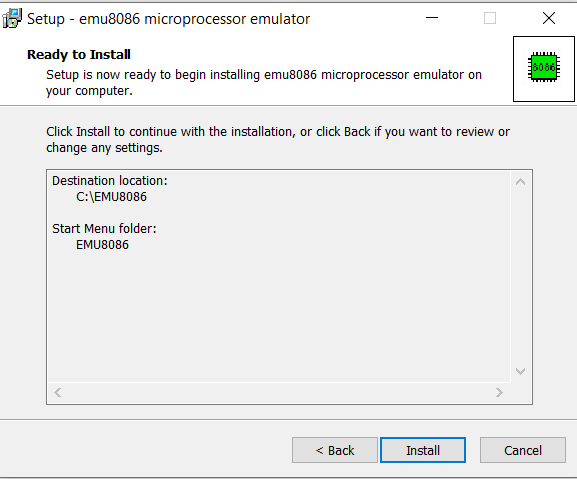 Setup - emu8086 microprocessor emulator
Ready to Install
Setup is now ready to begin installing emu8086 microprocessor emulator on
your computer.
8086
Click Install to continue with the installation, or click Back if you want to review or
change any settings.
Destination location:
C:\EMU8086
Start Menu folder:
EMU8086
< Back
Install
Cancel